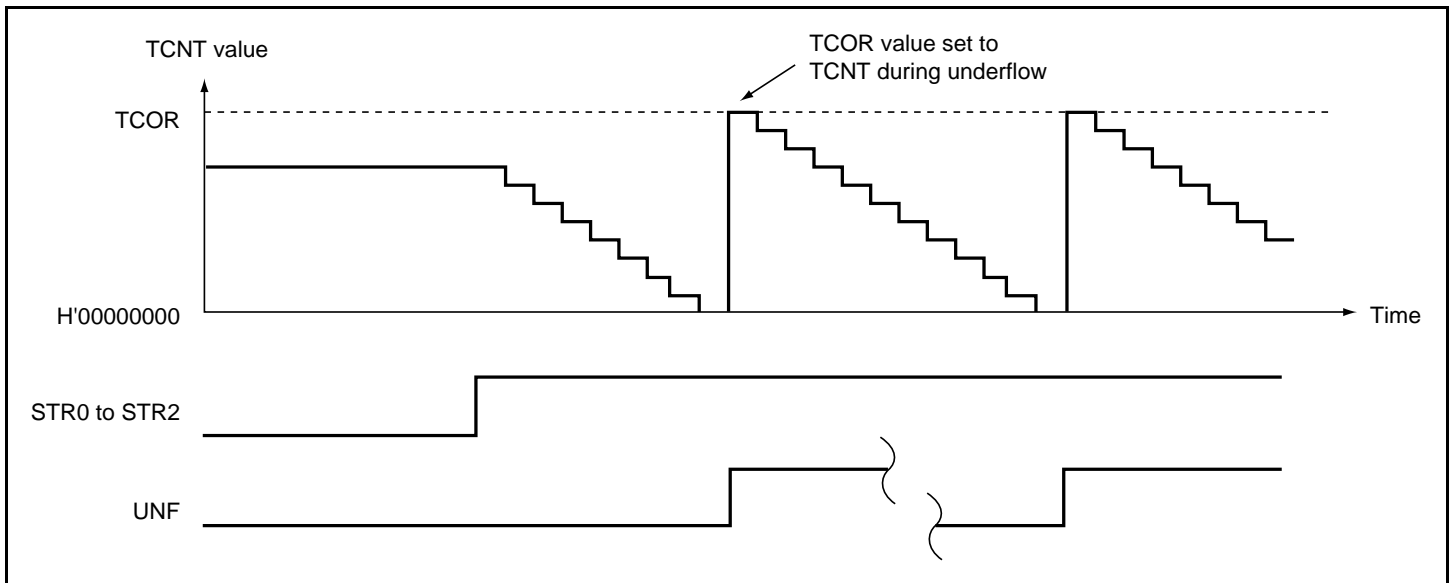 TCNT value
TCOR value set to
TCNT during underflow
TCOR
H'00000000
Time
STR0 to STR2
UNF